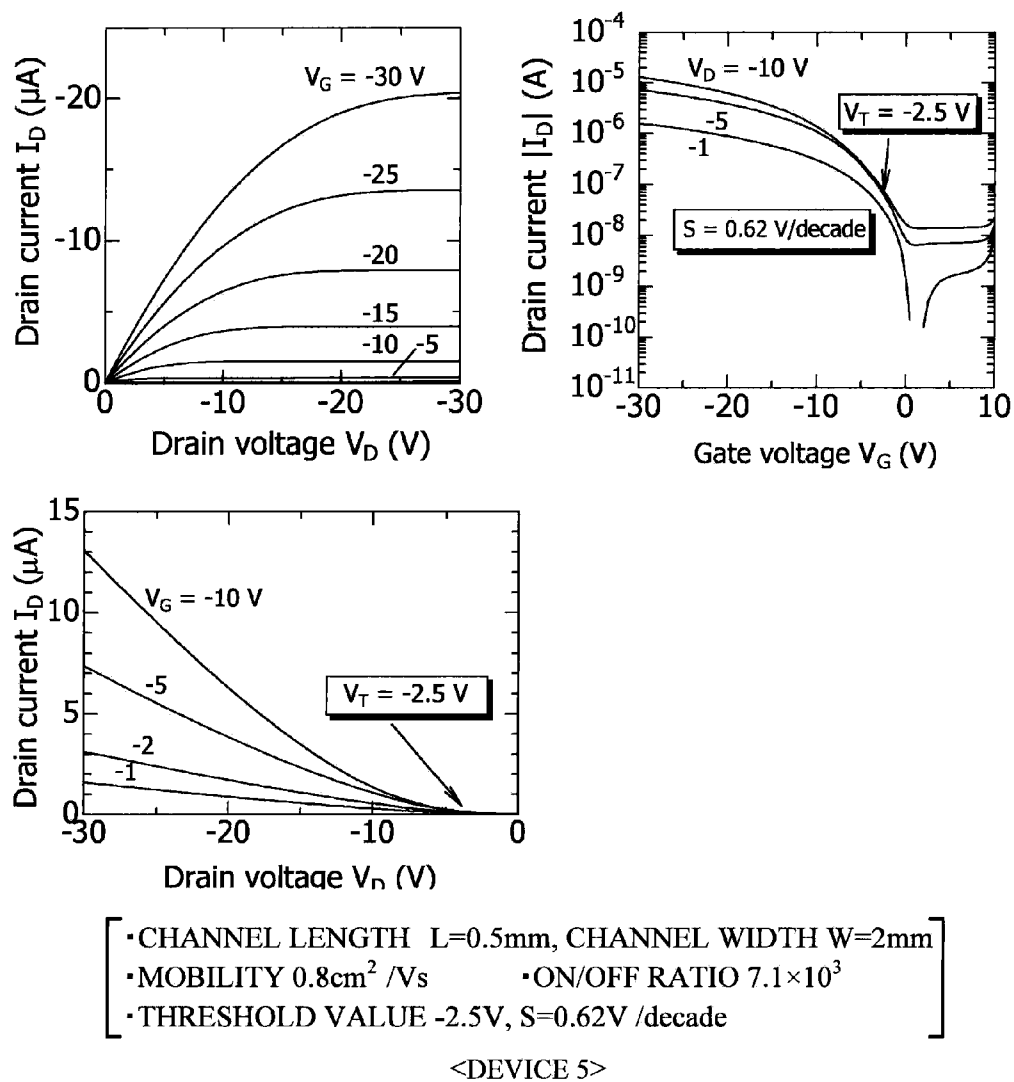 Drain current I_D (μA)
-20
-10
0
V_G = -30 V
-25
-20
-15
-10
-5
0
-10
-20
-30
Drain voltage V_D (V)
Drain current |I_D| (A)
10^-4
10^-5
10^-6
10^-7
10^-8
10^-9
10^-10
10^-11
V_D = -10 V
-5
-1
V_T = -2.5 V
S = 0.62 V/decade
-30
-20
-10
0
10
Gate voltage V_G (V)
Drain current I_D (μA)
15
10
5
0
V_G = -10 V
-5
-2
-1
V_T = -2.5 V
-30
-20
-10
0
Drain voltage V_D (V)
・CHANNEL LENGTH L=0.5mm, CHANNEL WIDTH W=2mm
・MOBILITY 0.8cm² /Vs ・ON/OFF RATIO 7.1×10³
・THRESHOLD VALUE -2.5V, S=0.62V /decade
<DEVICE 5>